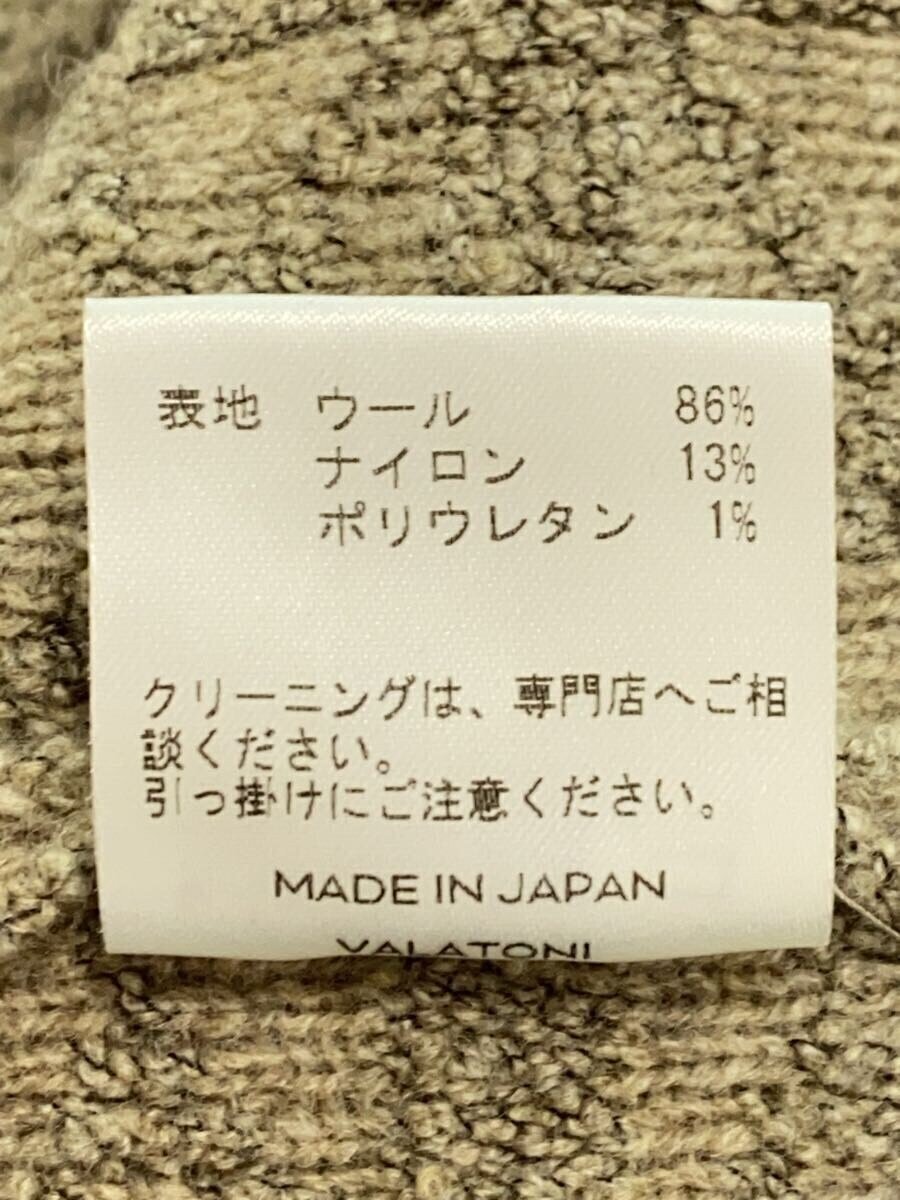 表地 ウール 86%
ナイロン 13%
ポリウレタン 1%
クリーニングは、専門店へご相
談ください。
引っ掛けにご注意ください。
MADE IN JAPAN
VALATONI